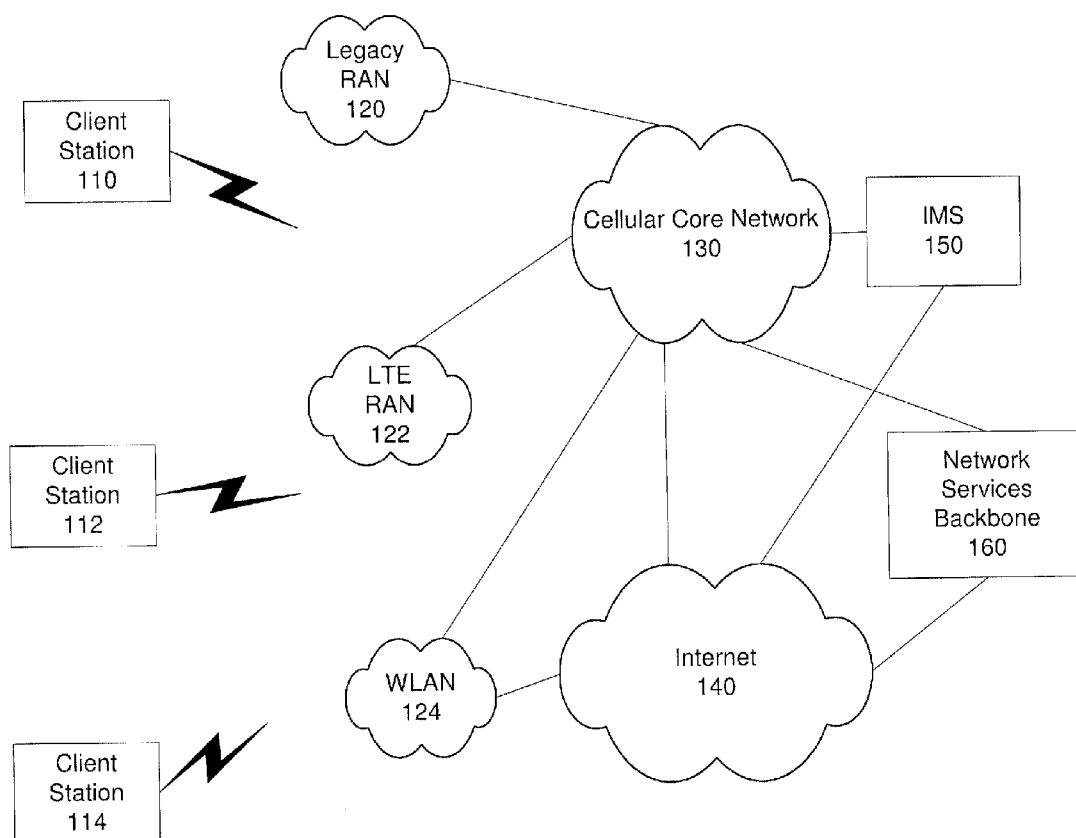 Legacy
RAN
120
Client
Station
110
Cellular Core Network
130
IMS
150
LTE
RAN
122
Client
Station
112
Network
Services
Backbone
160
WLAN
124
Internet
140
Client
Station
114